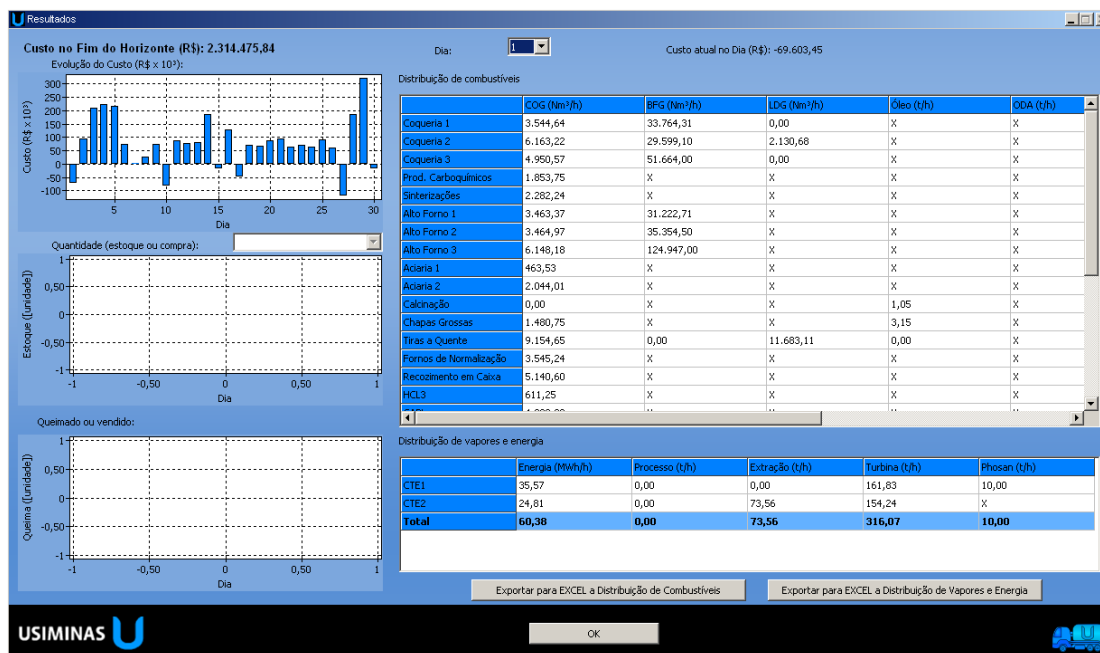 Resultados
Custo no Fim do Horizonte (R$): 2.314.475,84
Dia: 1
Custo atual no Dia (R$): -69.603,45
Evolução do Custo (R$ x 10³):
Custo (R$ x 10³)
300
250
200
150
100
50
0
-50
-100
5 10 15 20 25 30
Dia
Quantidade (estoque ou compra):
Estoque ([unidade])
1
0,50
0
-0,50
-1
-1 -0,50 0 0,50 1
Dia
Queimado ou vendido:
Queima ([unidade])
1
0,50
0
-0,50
-1
-1 -0,50 0 0,50 1
Dia
Distribuição de combustíveis
COG (Nm³/h) BFG (Nm³/h) LDG (Nm³/h) Óleo (t/h) ODA (t/h)
Coqueria 1 3.544,64 33.764,31 0,00 X X
Coqueria 2 6.163,22 29.599,10 2.130,68 X X
Coqueria 3 4.950,57 51.664,00 0,00 X X
Prod. Carboquímicos 1.853,75 X X X X
Sinterizações 2.282,24 X X X X
Alto Forno 1 3.463,37 31.222,71 X X X
Alto Forno 2 3.464,97 35.354,50 X X X
Alto Forno 3 6.148,18 124.947,00 X X X
Aciaria 1 463,53 X X X X
Aciaria 2 2.044,01 X X X X
Calcinação 0,00 X X 1,05 X
Chapas Grossas 1.480,75 X X 3,15 X
Tiras a Quente 9.154,65 0,00 11.683,11 0,00 X
Fornos de Normalização 3.545,24 X X X X
Recozimento em Caixa 5.140,60 X X X X
HCL3 611,25 X X X X
Distribuição de vapores e energia
Energia (MWh/h) Processo (t/h) Extração (t/h) Turbina (t/h) Phosan (t/h)
CTE1 35,57 0,00 0,00 161,83 10,00
CTE2 24,81 0,00 73,56 154,24 X
Total 60,38 0,00 73,56 316,07 10,00
Exportar para EXCEL a Distribuição de Combustíveis
Exportar para EXCEL a Distribuição de Vapores e Energia
USIMINAS
OK